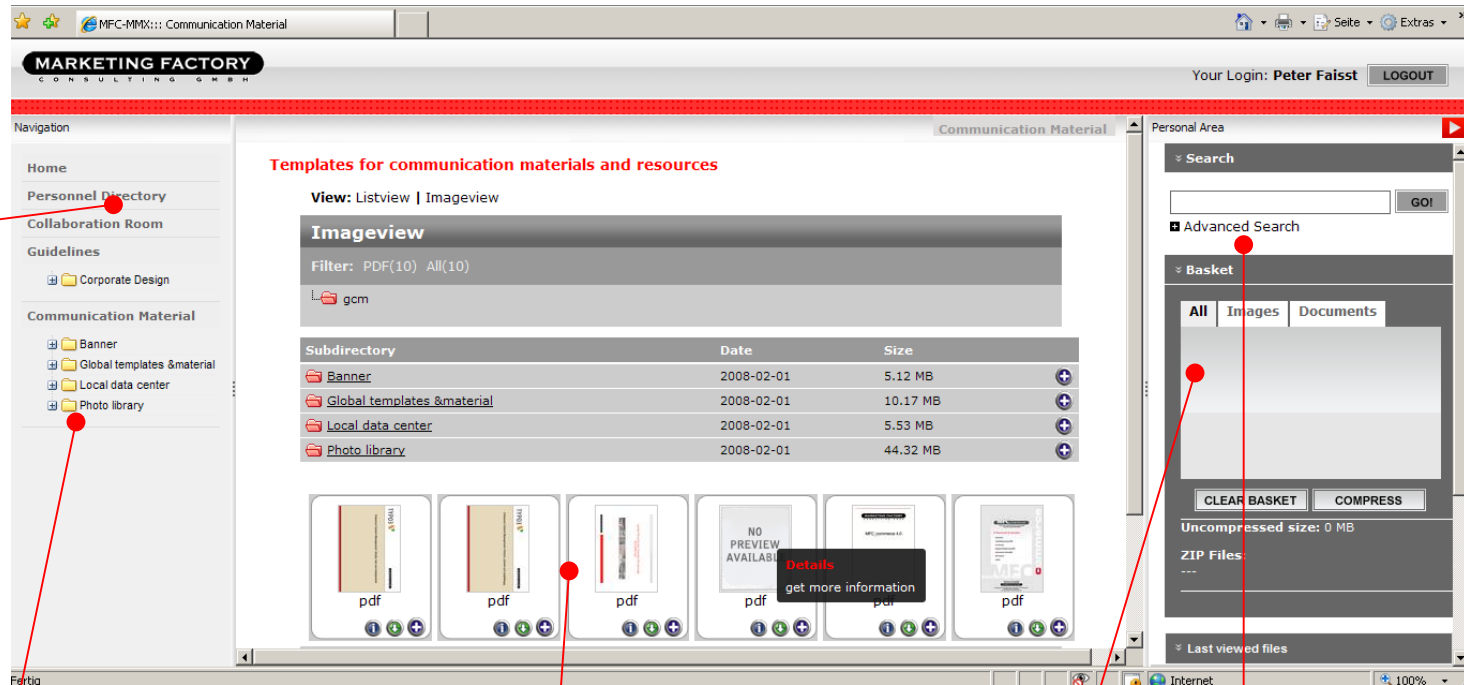 MFC-MMX::: Communication Material
Seite
Extras
MARKETING FACTORY
CONSULTING GMBH
Your Login: Peter Faisst
LOGOUT
Navigation
Communication Material
Personal Area
Home
Personnel Directory
Collaboration Room
Guidelines
Corporate Design
Communication Material
Banner
Global templates &material
Local data center
Photo library
Templates for communication materials and resources
View: Listview | Imageview
Imageview
Filter: PDF(10) All(10)
gcm
Subdirectory Date Size
Banner 2008-02-01 5.12 MB
Global templates &material 2008-02-01 10.17 MB
Local data center 2008-02-01 5.53 MB
Photo library 2008-02-01 44.32 MB
TYPO3
TYPO3
NO
PREVIEW
AVAILABLE
MARKETING FACTORY
MFC
Details
get more information
pdf pdf pdf pdf pdf pdf
Search
GO!
Advanced Search
Basket
All Images Documents
CLEAR BASKET COMPRESS
Uncompressed size: 0 MB
ZIP Files:
---
Last viewed files
Fertig
Internet
100%